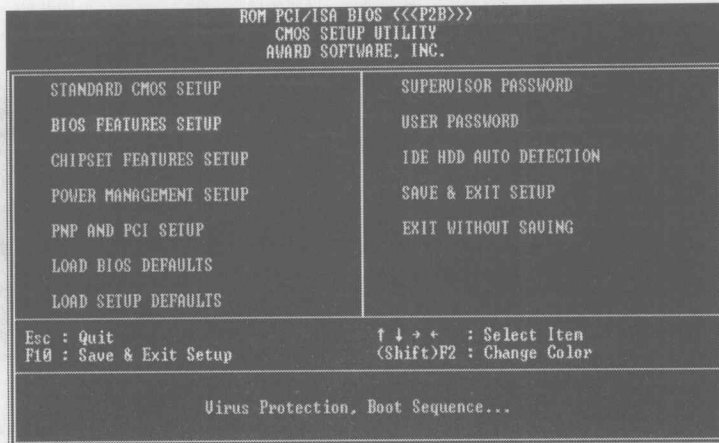 ROM PCI/ISA BIOS <<<P2B>>>
CMOS SETUP UTILITY
AWARD SOFTWARE, INC.
STANDARD CMOS SETUP
BIOS FEATURES SETUP
CHIPSET FEATURES SETUP
POWER MANAGEMENT SETUP
PNP AND PCI SETUP
LOAD BIOS DEFAULTS
LOAD SETUP DEFAULTS
SUPERVISOR PASSWORD
USER PASSWORD
IDE HDD AUTO DETECTION
SAVE & EXIT SETUP
EXIT WITHOUT SAVING
Esc : Quit
F10 : Save & Exit Setup
↑ ↓ → ← : Select Item
(Shift)F2 : Change Color
Virus Protection, Boot Sequence...